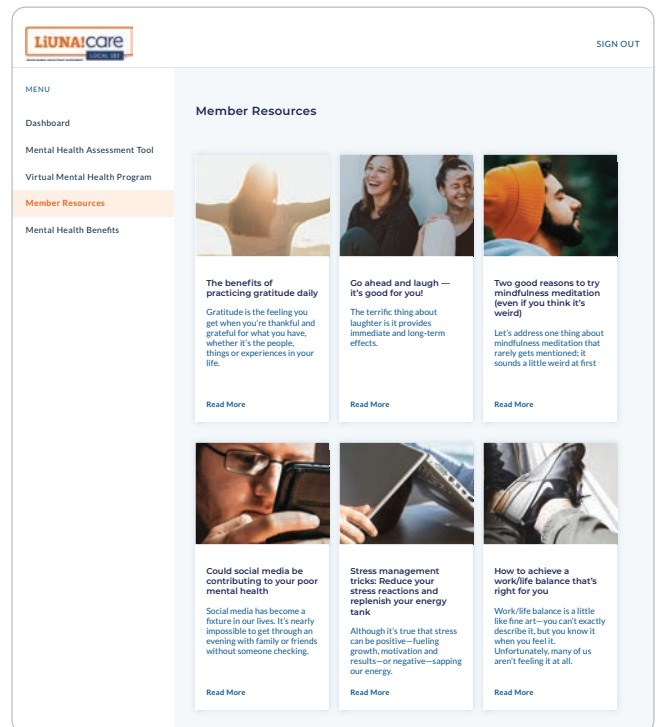 LiUNA!care
LOCAL 183
SIGN OUT
MENU
Dashboard
Mental Health Assessment Tool
Virtual Mental Health Program
Member Resources
Mental Health Benefits
Member Resources
The benefits of
practicing gratitude daily
Gratitude is the feeling you
get when you're thankful and
grateful for what you have,
whether it's the people,
things or experiences in your
life.
Read More
Go ahead and laugh —
it's good for you!
The terrific thing about
laughter is it provides
immediate and long-term
effects.
Read More
Two good reasons to try
mindfulness meditation
(even if you think it's
weird)
Let's address one thing about
mindfulness meditation that
rarely gets mentioned; it
sounds a little weird at first
Read More
Could social media be
contributing to your poor
mental health
Social media has become a
fixture in our lives. It's nearly
impossible to get through an
evening with family or friends
without someone checking.
Read More
Stress management
tricks: Reduce your
stress reactions and
replenish your energy
tank
Although it's true that stress
can be positive—fueling
growth, motivation and
results—or negative—sapping
our energy.
Read More
How to achieve a
work/life balance that's
right for you
Work/life balance is a little
like fine art—you can't exactly
describe it, but you know it
when you feel it.
Unfortunately, many of us
aren't feeling it at all.
Read More